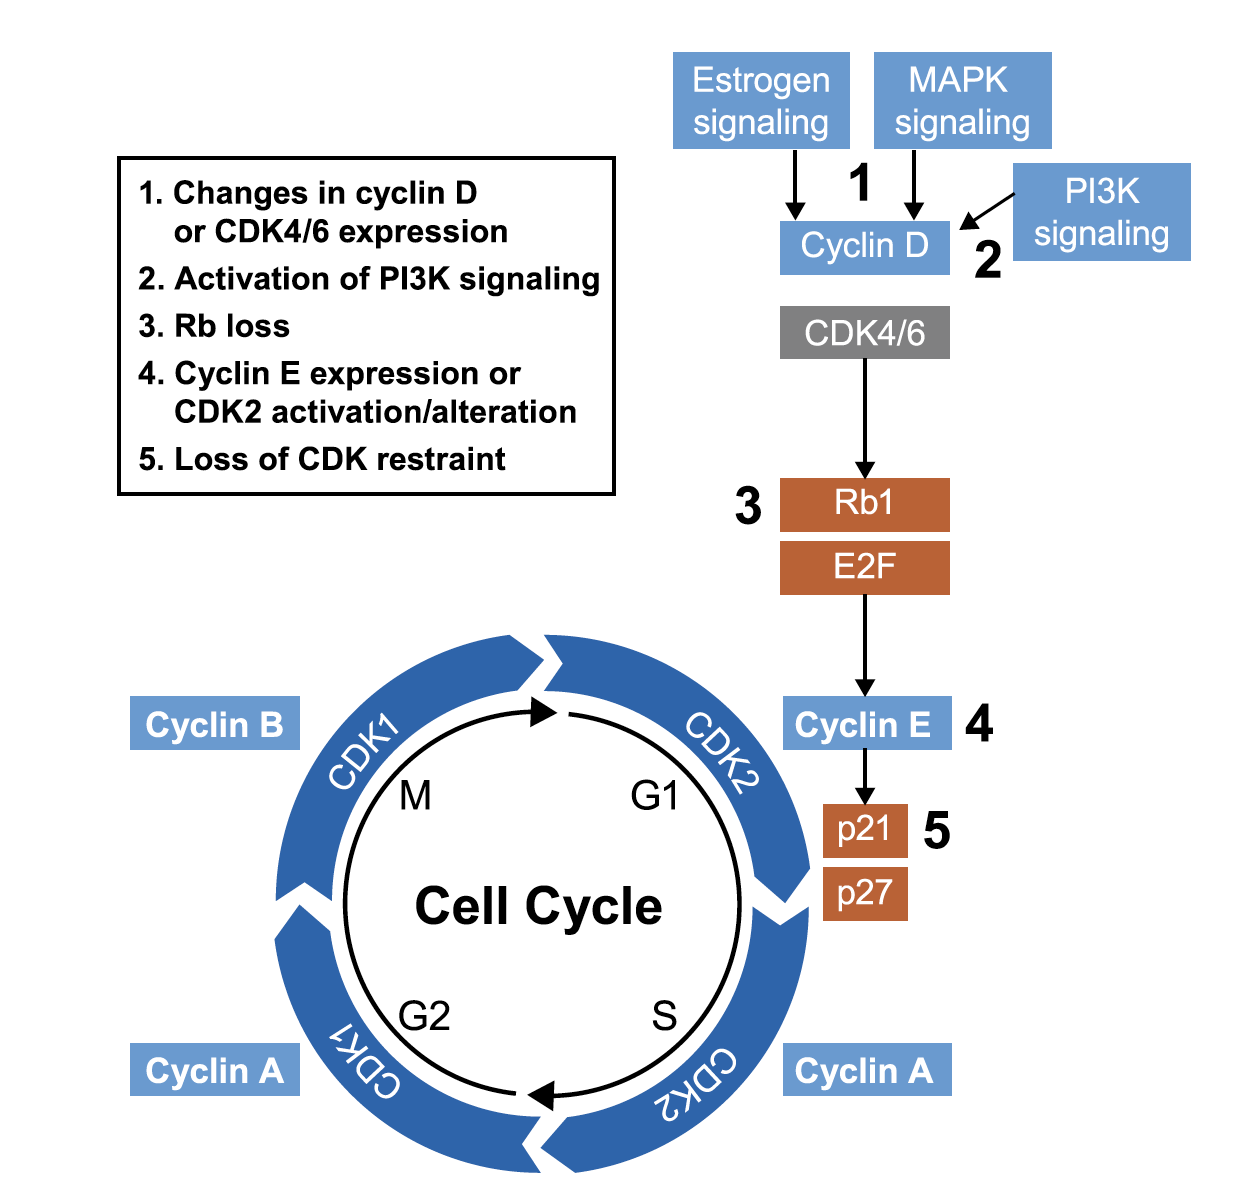 Estrogen
signaling
MAPK
signaling
1
PI3K
signaling
2
Cyclin D
CDK4/6
1. Changes in cyclin D
or CDK4/6 expression
2. Activation of PI3K signaling
3. Rb loss
4. Cyclin E expression or
CDK2 activation/alteration
5. Loss of CDK restraint
3
Rb1
E2F
Cyclin B
CDK1
CDK2
Cyclin E
4
M
G1
p21
5
p27
Cell Cycle
G2
S
Cyclin A
CDK1
CDK2
Cyclin A